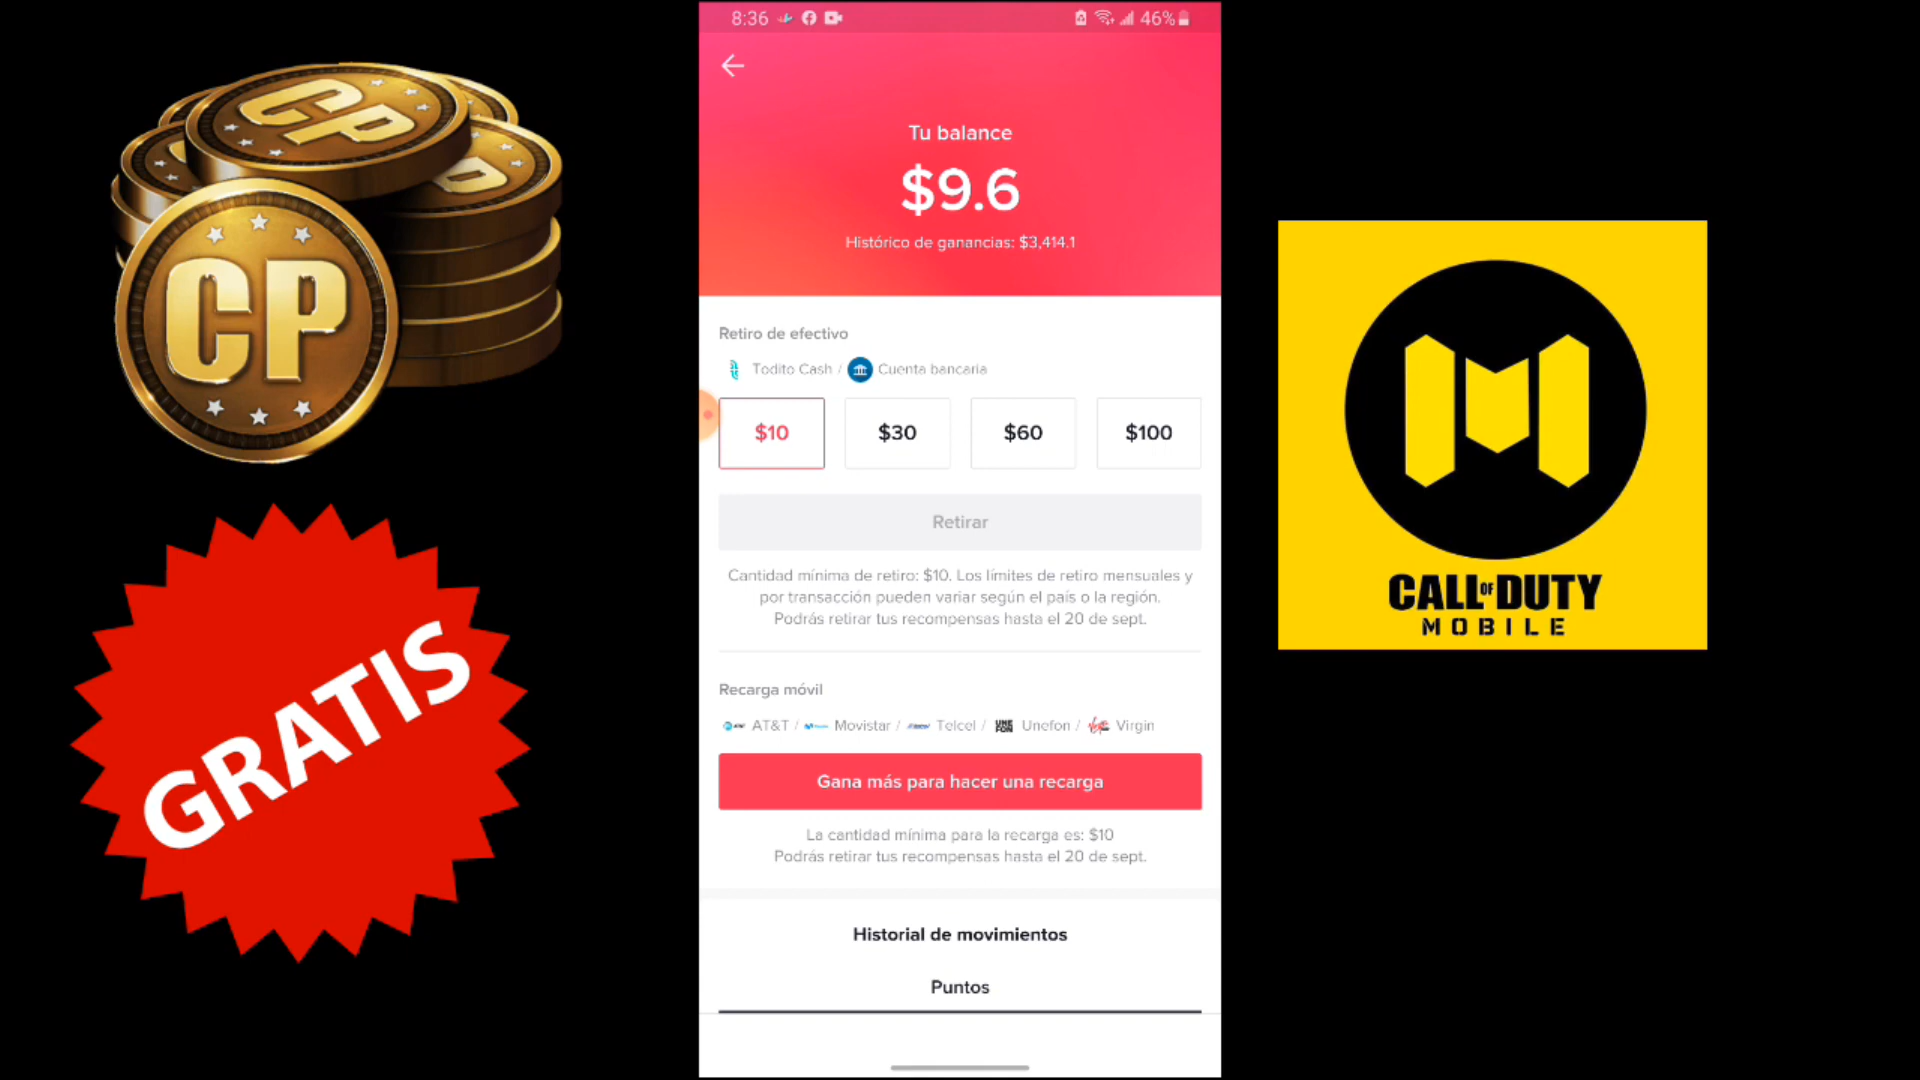 CP
CP
CP
GRATIS
8:36
46%
Tu balance
$9.6
Histórico de ganancias: $3,414.1
Retiro de efectivo
Todito Cash / Cuenta bancaria
$10 $30 $60 $100
Retirar
Cantidad mínima de retiro: $10. Los límites de retiro mensuales y
por transacción pueden variar según el país o la región.
Podrás retirar tus recompensas hasta el 20 de sept.
Recarga móvil
AT&T / Movistar / Telcel / UNEFON Unefon / Virgin
Gana más para hacer una recarga
La cantidad mínima para la recarga es: $10
Podrás retirar tus recompensas hasta el 20 de sept.
Historial de movimientos
Puntos
CALL OF DUTY
MOBILE